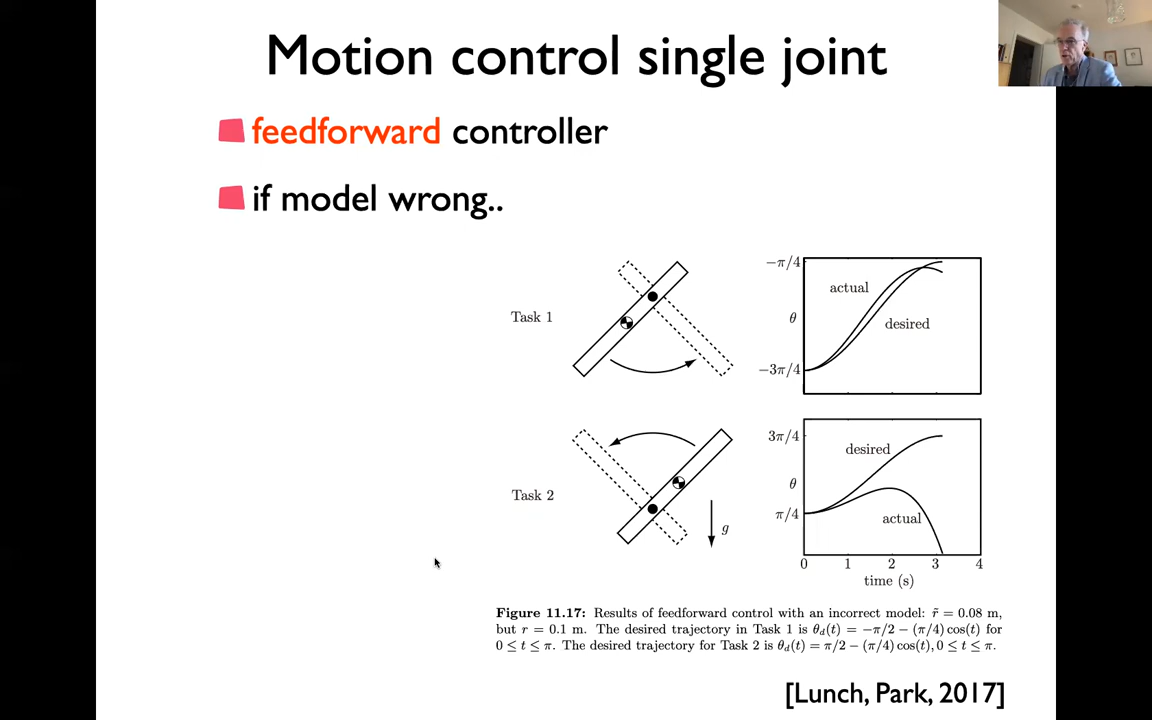 Motion control single joint
feedforward controller
if model wrong..
Task 1
−π/4
θ
−3π/4
actual
desired
Task 2
g
3π/4
θ
π/4
desired
actual
0 1 2 3 4
time (s)
Figure 11.17: Results of feedforward control with an incorrect model: r̃ = 0.08 m,
but r = 0.1 m. The desired trajectory in Task 1 is θd(t) = −π/2 − (π/4) cos(t) for
0 ≤ t ≤ π. The desired trajectory for Task 2 is θd(t) = π/2 − (π/4) cos(t), 0 ≤ t ≤ π.
[Lunch, Park, 2017]